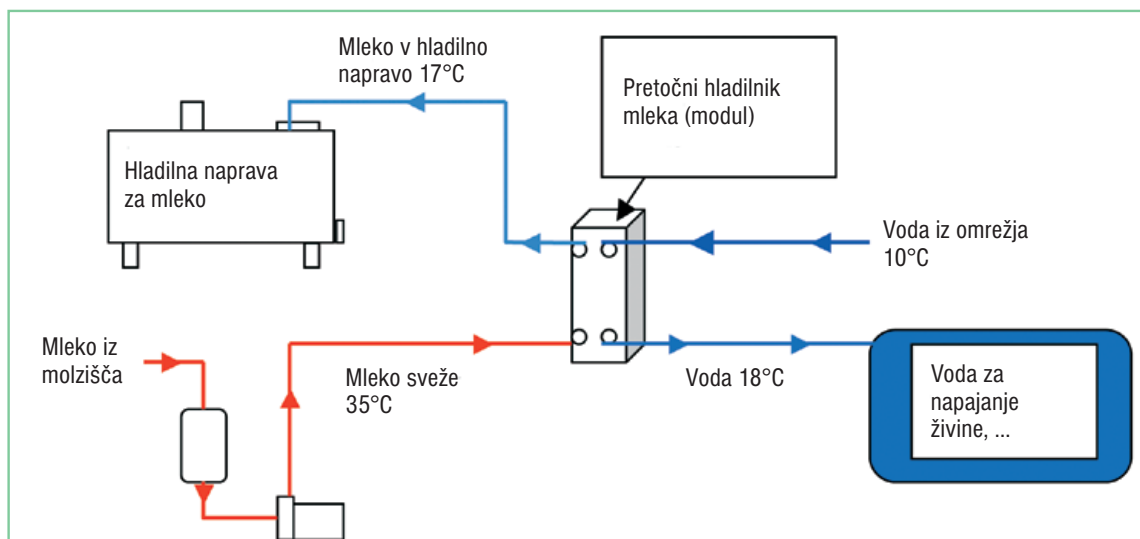 Mleko v hladilno
napravo 17°C
Pretočni hladilnik
mleka (modul)
Hladilna naprava
za mleko
Voda iz omrežja
10°C
Mleko iz
molzišča
Mleko sveže
35°C
Voda 18°C
Voda za
napajanje
živine, ...